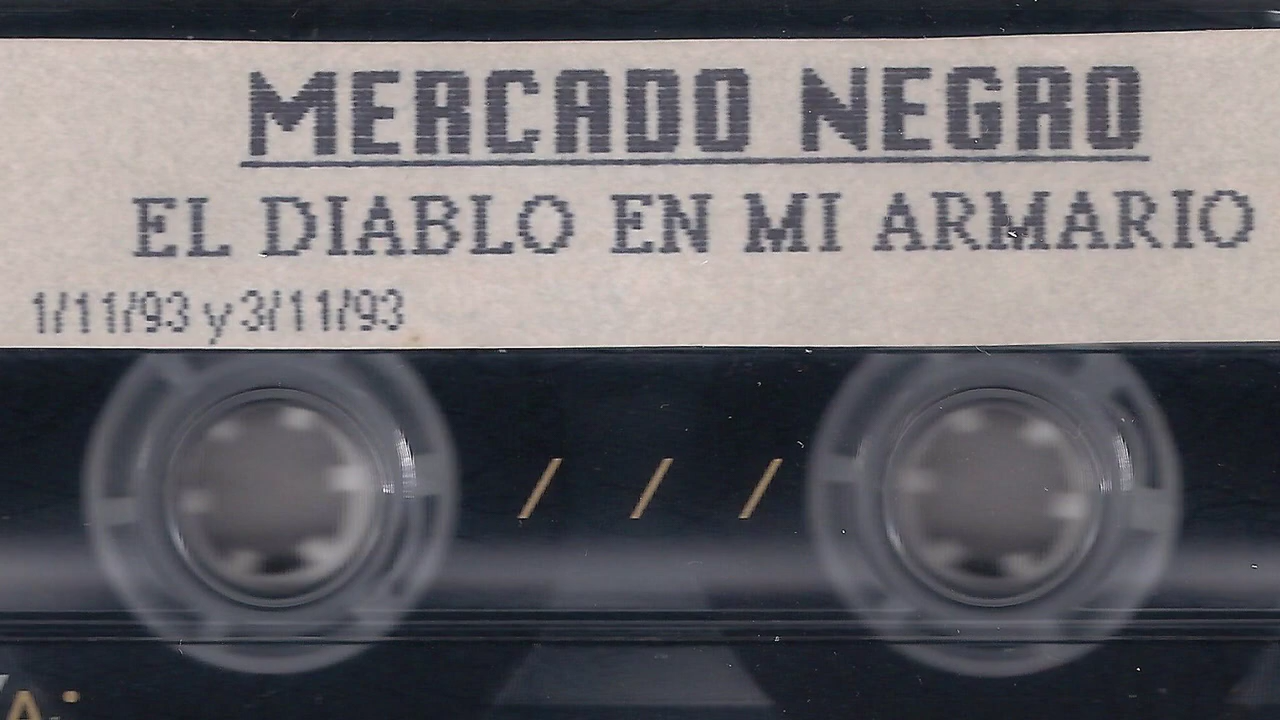 MERCADO NEGRO
EL DIABLO EN MI ARMARIO
1/11/93 y 3/11/93
/ / /